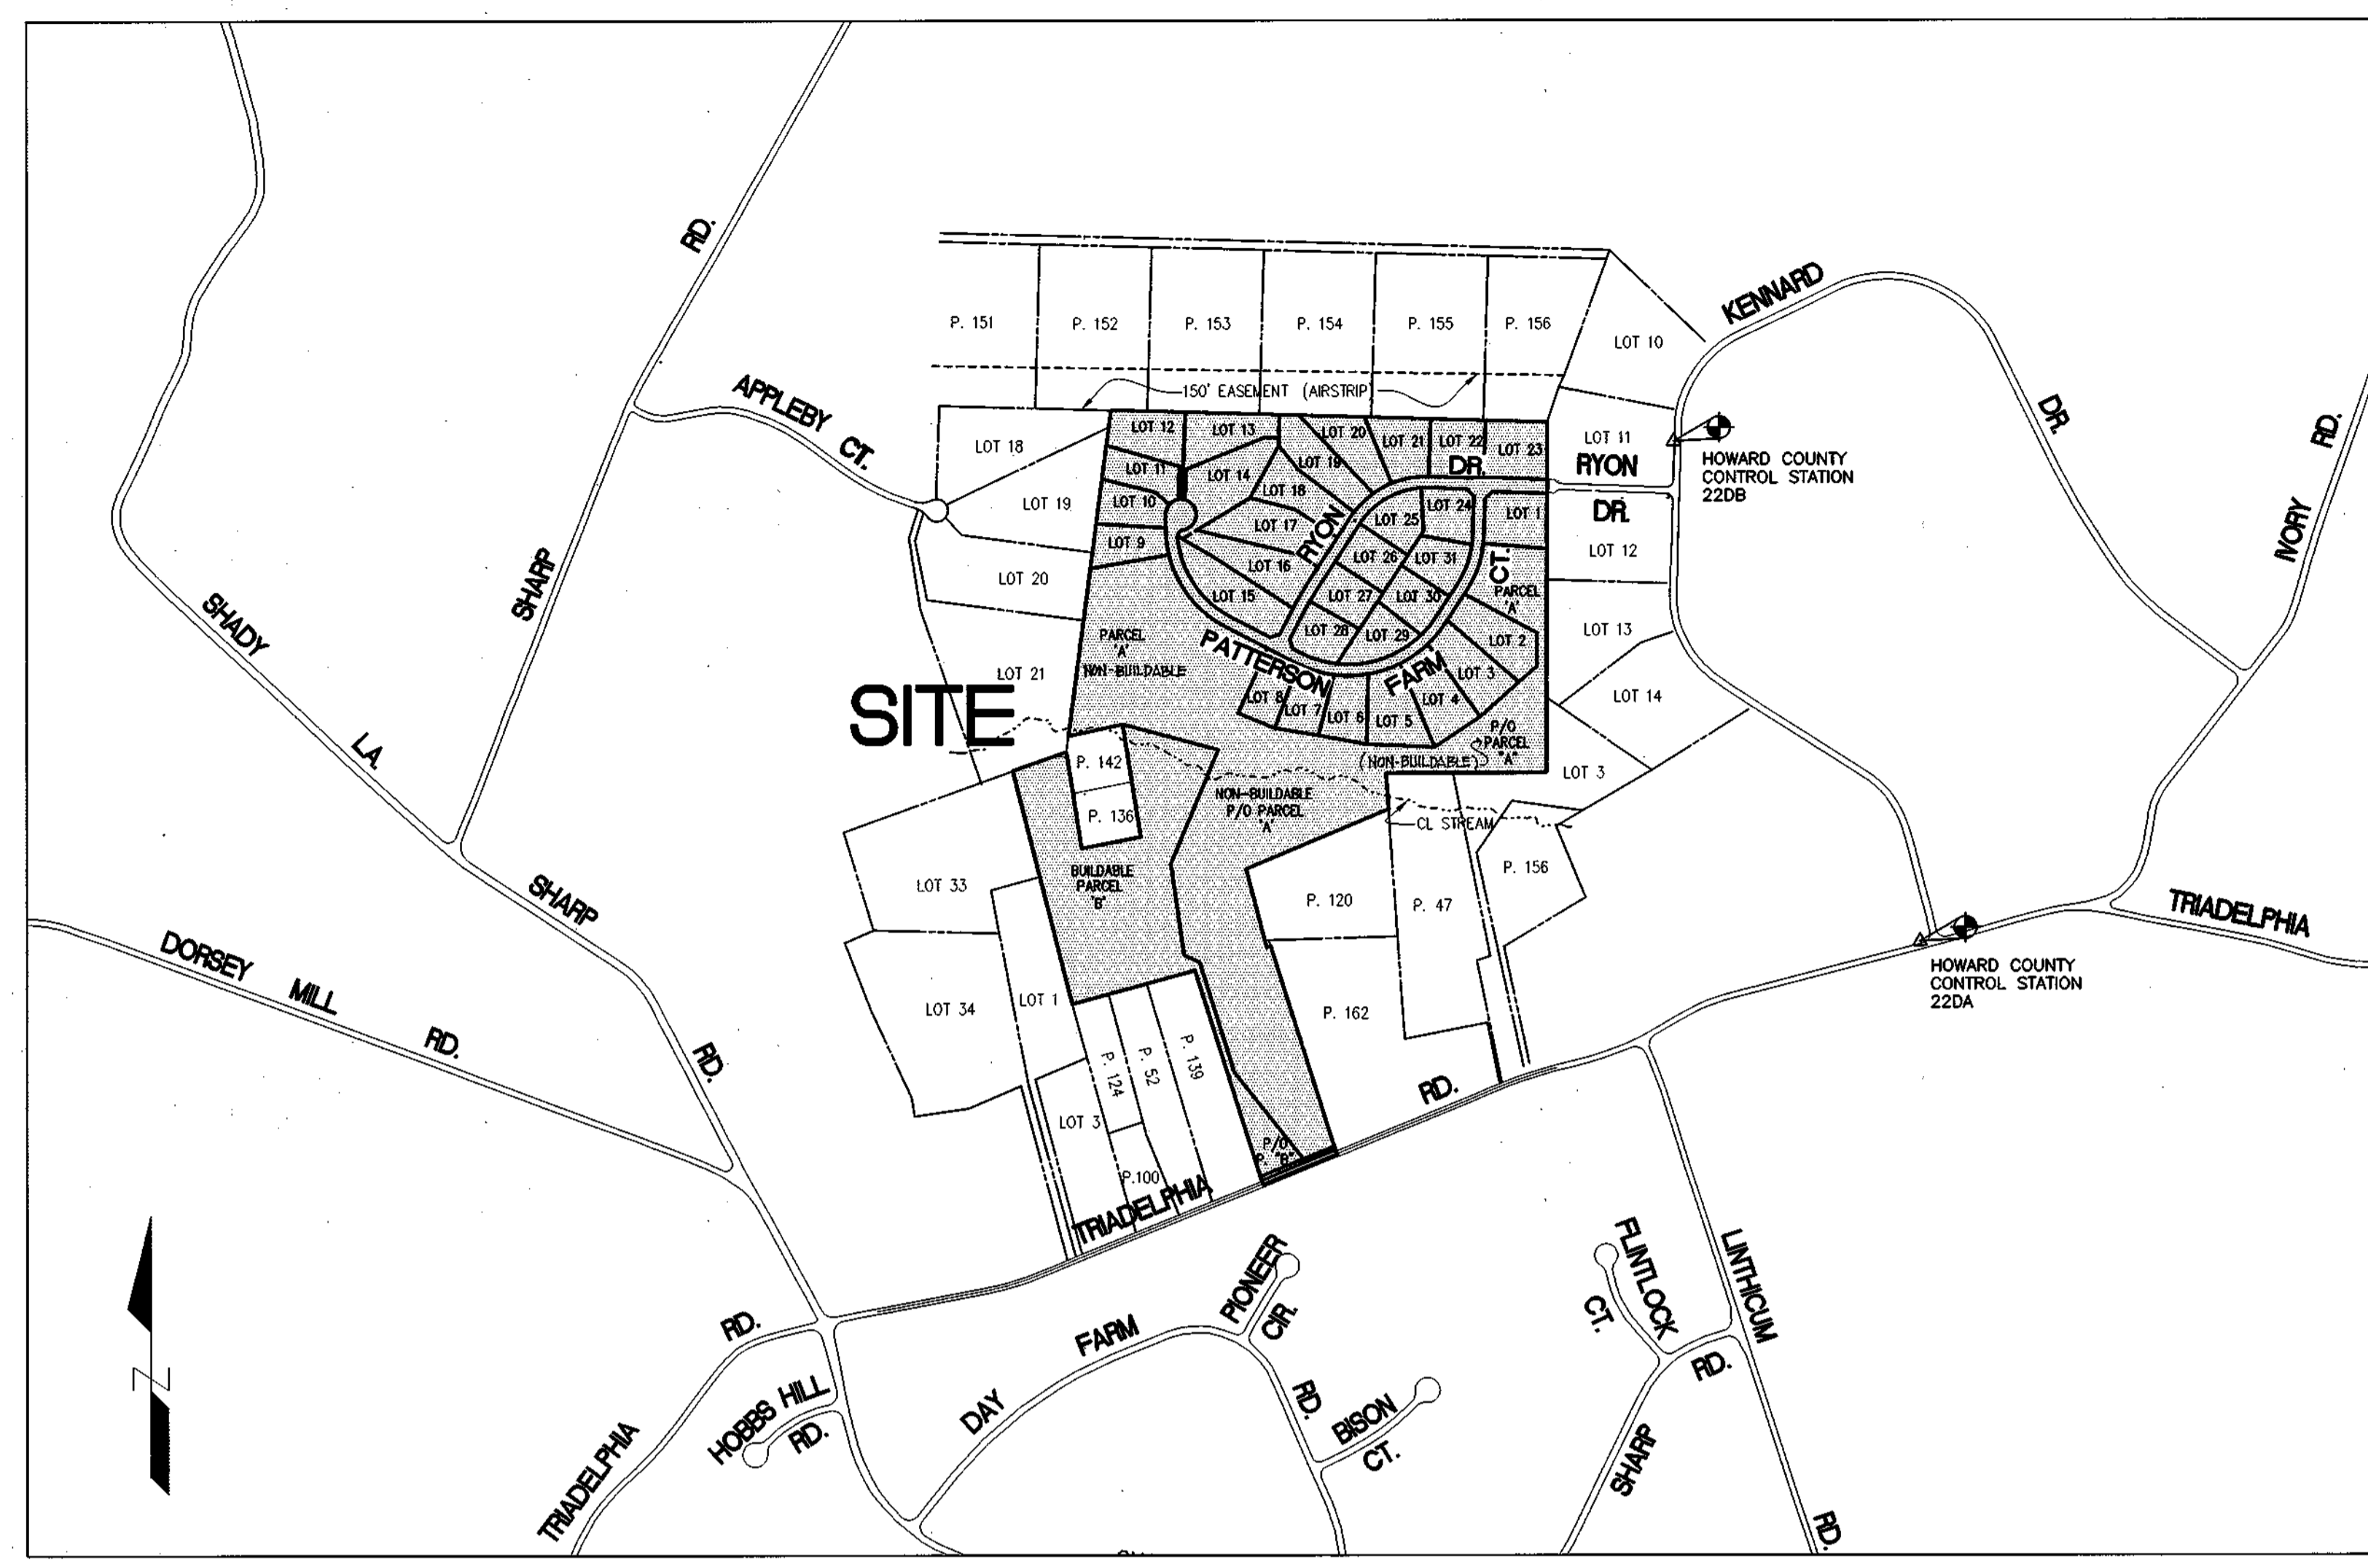 SHARP RD.
KENNARD DR.
IVORY RD.
APPLEBY CT.
P. 151
P. 152
P. 153
P. 154
P. 155
P. 156
LOT 10
150' EASEMENT (AIRSTRIP)
LOT 18
LOT 19
LOT 20
LOT 21
LOT 12
LOT 13
LOT 20
LOT 21
LOT 22
LOT 23
LOT 11
LOT 14
LOT 19
LOT 10
LOT 18
LOT 17
LOT 9
LOT 16
LOT 15
LOT 24
LOT 25
LOT 1
LOT 26
LOT 31
LOT 27
LOT 30
LOT 28
LOT 29
RYON DR.
PATTERSON FARM CT.
LOT 2
LOT 3
LOT 4
LOT 5
LOT 6
LOT 7
LOT 8
PARCEL
'A'
PARCEL
'A'
NON-BUILDABLE
P/O
PARCEL
"A"
(NON-BUILDABLE)
LOT 11
RYON
DR.
LOT 12
LOT 13
LOT 14
LOT 3
HOWARD COUNTY
CONTROL STATION
22DB
SITE
P. 142
P. 136
NON-BUILDABLE
P/O PARCEL
'A'
CL STREAM
BUILDABLE
PARCEL
'B'
LOT 33
LOT 34
LOT 1
LOT 3
P. 124
P. 52
P. 139
P.100
P/O
P. "B"
P. 120
P. 47
P. 156
P. 162
HOWARD COUNTY
CONTROL STATION
22DA
SHADY LA.
SHARP RD.
DORSEY MILL RD.
TRIADELPHIA RD.
TRIADELPHIA
TRIADELPHIA RD.
HOBBS HILL
RD.
DAY FARM RD.
PIONEER
CIR.
BISON
CT.
FLINTLOCK
CT.
SHARP RD.
LINTHICUM RD.
N